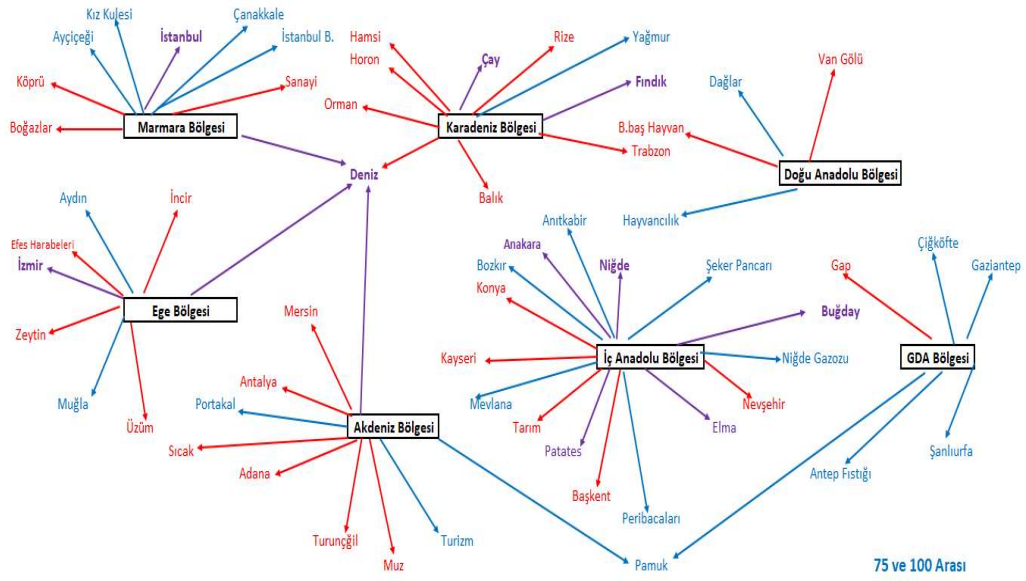 Kız Kulesi
Çanakkale
Ayçiçeği
İstanbul
İstanbul B.
Köprü
Sanayi
Boğazlar
Marmara Bölgesi
Hamsi
Rize
Yağmur
Horon
Çay
Fındık
Orman
Karadeniz Bölgesi
Trabzon
Balık
Deniz
Van Gölü
Dağlar
B.baş Hayvan
Doğu Anadolu Bölgesi
Hayvancılık
Aydın
İncir
Efes Harabeleri
İzmir
Ege Bölgesi
Zeytin
Muğla
Üzüm
Mersin
Antalya
Portakal
Akdeniz Bölgesi
Sıcak
Adana
Turunçğil
Muz
Turizm
Anıtkabir
Anakara
Bozkır
Niğde
Şeker Pancarı
Konya
Buğday
Kayseri
İç Anadolu Bölgesi
Niğde Gazozu
Mevlana
Nevşehir
Tarım
Elma
Patates
Başkent
Peribacaları
Çiğköfte
Gap
Gaziantep
GDA Bölgesi
Şanlıurfa
Antep Fıstığı
Pamuk
75 ve 100 Arası